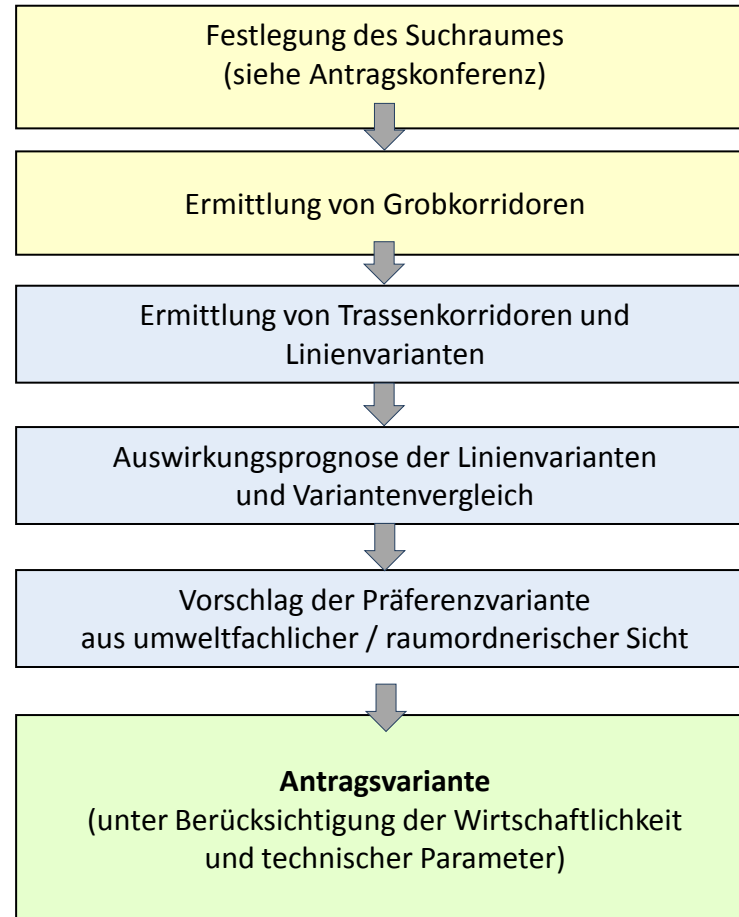 Festlegung des Suchraumes
(siehe Antragskonferenz)
Ermittlung von Grobkorridoren
Ermittlung von Trassenkorridoren und
Linienvarianten
Auswirkungsprognose der Linienvarianten
und Variantenvergleich
Vorschlag der Präferenzvariante
aus umweltfachlicher / raumordnerischer Sicht
Antragsvariante
(unter Berücksichtigung der Wirtschaftlichkeit
und technischer Parameter)